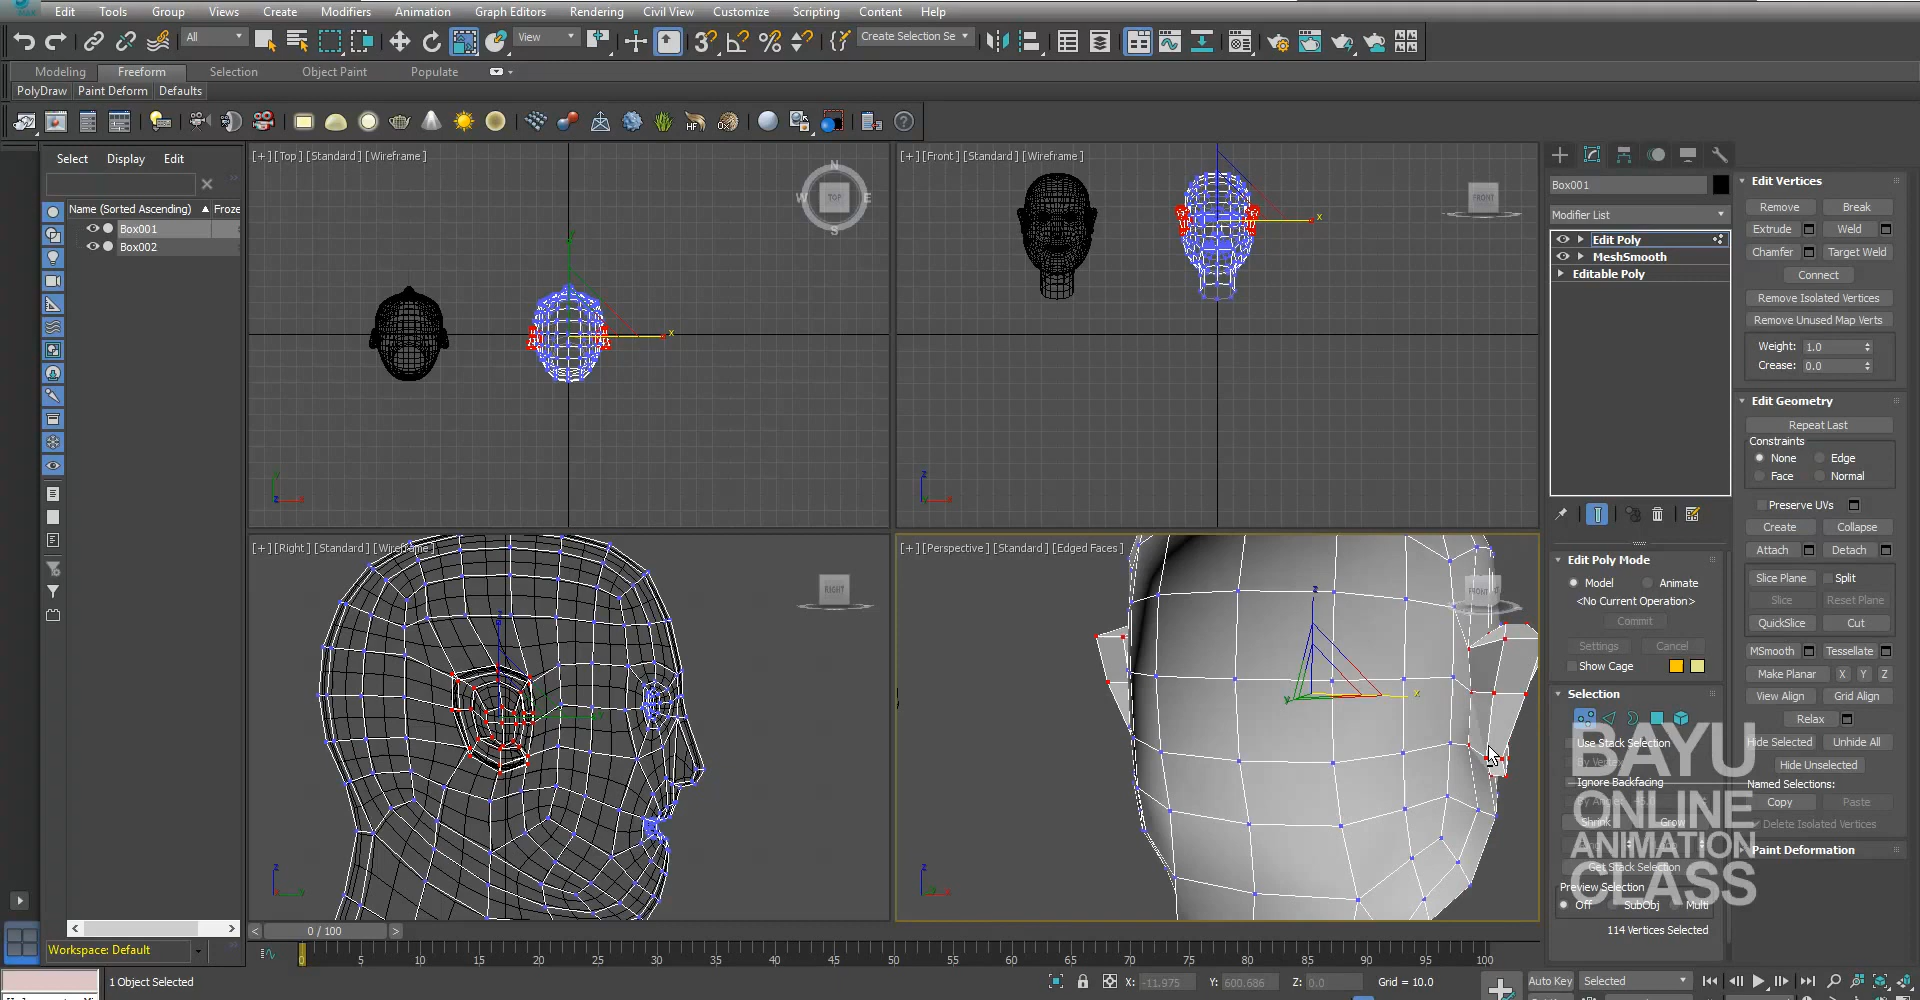 Edit Tools Group Views Create Modifiers Animation Graph Editors Rendering Civil View Customize Scripting Content Help
All View Create Selection Se
Modeling Freeform Selection Object Paint Populate
PolyDraw Paint Deform Defaults
Select Display Edit
Name (Sorted Ascending) Froze
Box001
Box002
[+] [Top] [Standard] [Wireframe]
N
W TOP E
S
y
x
[+] [Front] [Standard] [Wireframe]
FRONT
x
[+] [Right] [Standard] [Wireframe]
RIGHT
[+] [Perspective] [Standard] [Edged Faces]
FRONT
z
x
y
Box001
Modifier List
Edit Poly
MeshSmooth
Editable Poly
Edit Poly Mode
Model Animate
<No Current Operation>
Commit
Settings Cancel
Show Cage
Selection
Use Stack Selection
By Vertex
Ignore Backfacing
Shrink Grow
Get Stack Selection
Preview Selection
Off SubObj Multi
114 Vertices Selected
Edit Vertices
Remove Break
Extrude Weld
Chamfer Target Weld
Connect
Remove Isolated Vertices
Remove Unused Map Verts
Weight: 1.0
Crease: 0.0
Edit Geometry
Repeat Last
Constraints
None Edge
Face Normal
Preserve UVs
Create Collapse
Attach Detach
Slice Plane Split
Slice Reset Plane
QuickSlice Cut
MSmooth Tessellate
Make Planar X Y Z
View Align Grid Align
Relax
Hide Selected Unhide All
Hide Unselected
Named Selections:
Copy Paste
Delete Isolated Vertices
Paint Deformation
BAYU
ONLINE
ANIMATION
CLASS
< 0 / 100 >
Workspace: Default
0 5 10 15 20 25 30 35 40 45 50 55 60 65 70 75 80 85 90 95 100
1 Object Selected
X: -11.975 Y: 600.686 Z: 0.0 Grid = 10.0
Auto Key Selected